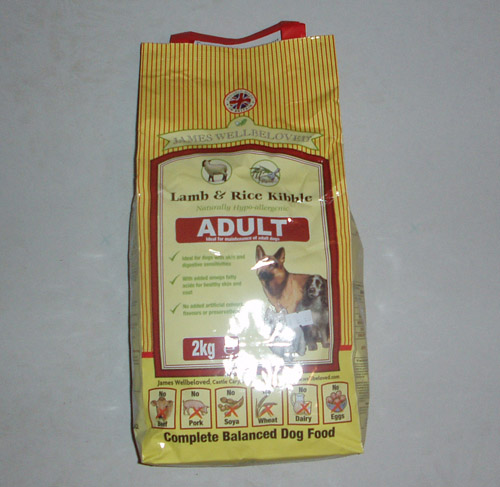 JAMES WELLBELOVED
Lamb & Rice Kibble
Naturally Hypo-allergenic
ADULT
Ideal for maintenance of adult dogs
Ideal for dogs with skin and
digestive sensitivities
With added omega fatty
acids for healthy skin and
coat
No added artificial colours,
flavours or preservatives
2kg
James Wellbeloved, Castle Cary
No No No No No No
Beef Pork Soya Wheat Dairy Eggs
Complete Balanced Dog Food